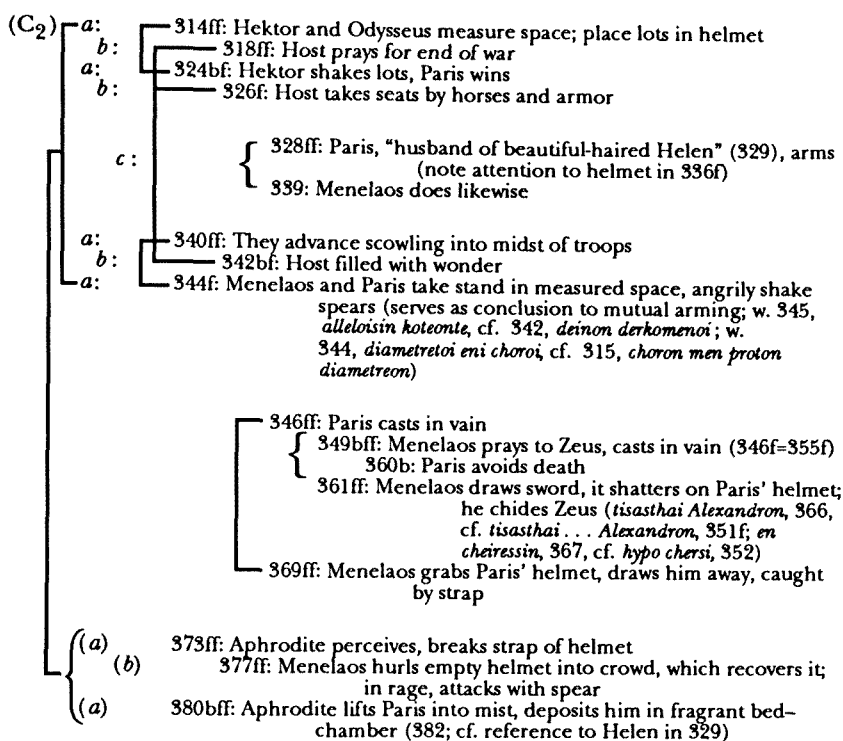 (C2) a: 314ff: Hektor and Odysseus measure space; place lots in helmet
b: 318ff: Host prays for end of war
a: 324bf: Hektor shakes lots, Paris wins
b: 326f: Host takes seats by horses and armor
c: { 328ff: Paris, “husband of beautiful-haired Helen” (329), arms
(note attention to helmet in 336f)
339: Menelaos does likewise
a: 340ff: They advance scowling into midst of troops
b: 342bf: Host filled with wonder
a: 344f: Menelaos and Paris take stand in measured space, angrily shake
spears (serves as conclusion to mutual arming; w. 345,
alleloisin koteonte, cf. 342, deinon derkomenoi; w.
344, diametretoi eni choroi, cf. 315, choron men proton
diametreon)
346ff: Paris casts in vain
{ 349bff: Menelaos prays to Zeus, casts in vain (346f=355f)
360b: Paris avoids death
361ff: Menelaos draws sword, it shatters on Paris’ helmet;
he chides Zeus (tisasthai Alexandron, 366,
cf. tisasthai . . . Alexandron, 351f; en
cheiressin, 367, cf. hypo chersi, 352)
369ff: Menelaos grabs Paris’ helmet, draws him away, caught
by strap
(a) 373ff: Aphrodite perceives, breaks strap of helmet
(b) 377ff: Menelaos hurls empty helmet into crowd, which recovers it;
in rage, attacks with spear
(a) 380bff: Aphrodite lifts Paris into mist, deposits him in fragrant bed–
chamber (382; cf. reference to Helen in 329)